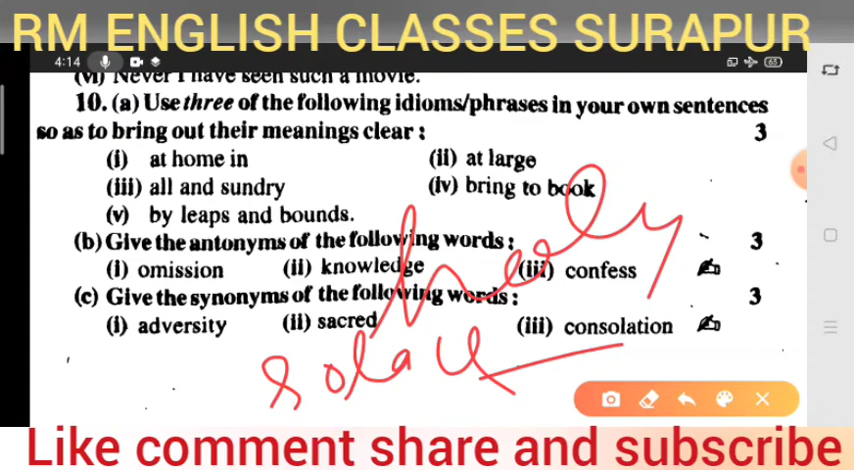 RM ENGLISH CLASSES SURAPUR
4:14
63
(vi) Never I have seen such a movie.
10. (a) Use three of the following idioms/phrases in your own sentences
so as to bring out their meanings clear : 3
(i) at home in (ii) at large
(iii) all and sundry (iv) bring to book
(v) by leaps and bounds.
(b) Give the antonyms of the following words : 3
(i) omission (ii) knowledge (iii) confess
(c) Give the synonyms of the following words : 3
(i) adversity (ii) sacred (iii) consolation
holy
solace
Like comment share and subscribe